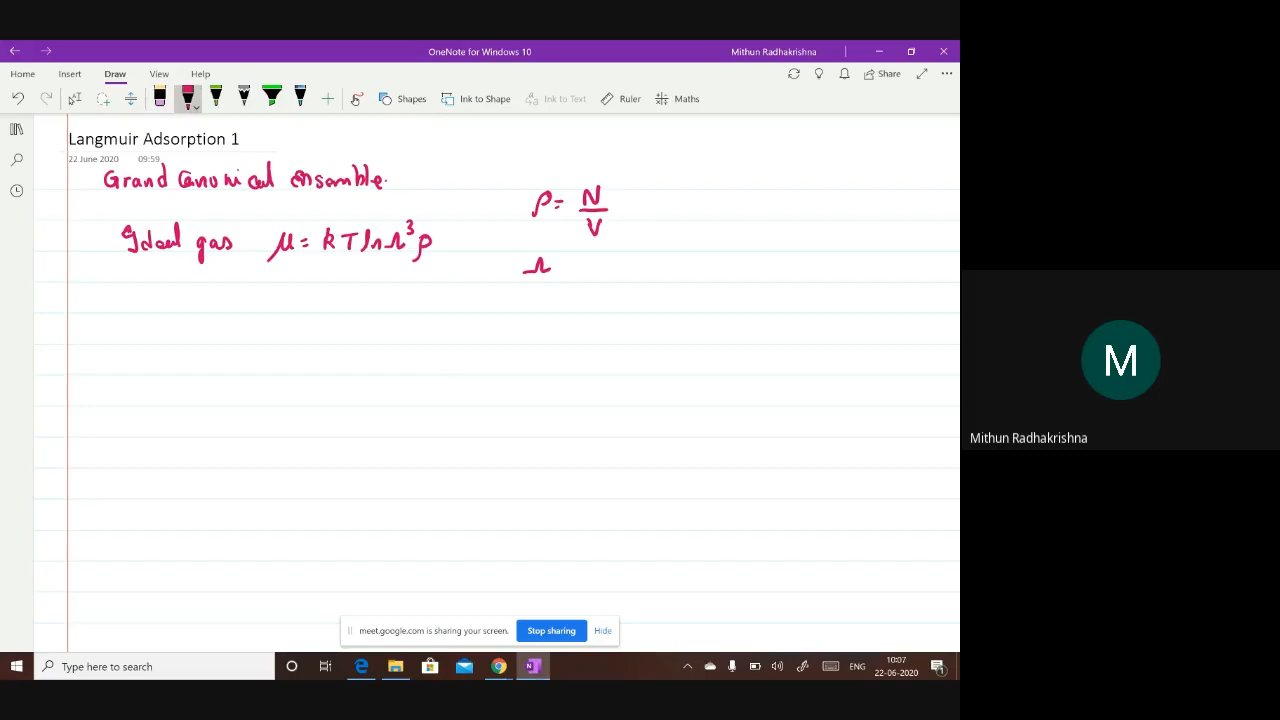 OneNote for Windows 10
Mithun Radhakrishna
Home Insert Draw View Help
Share
Shapes Ink to Shape Ink to Text Ruler Maths
Langmuir Adsorption 1
22 June 2020 09:59
Grand Canonical ensamble.
ρ = N/V
Ideal gas μ = kT ln Λ³ρ
Λ
M
Mithun Radhakrishna
meet.google.com is sharing your screen. Stop sharing Hide
Type here to search
ENG
10:07
22-06-2020